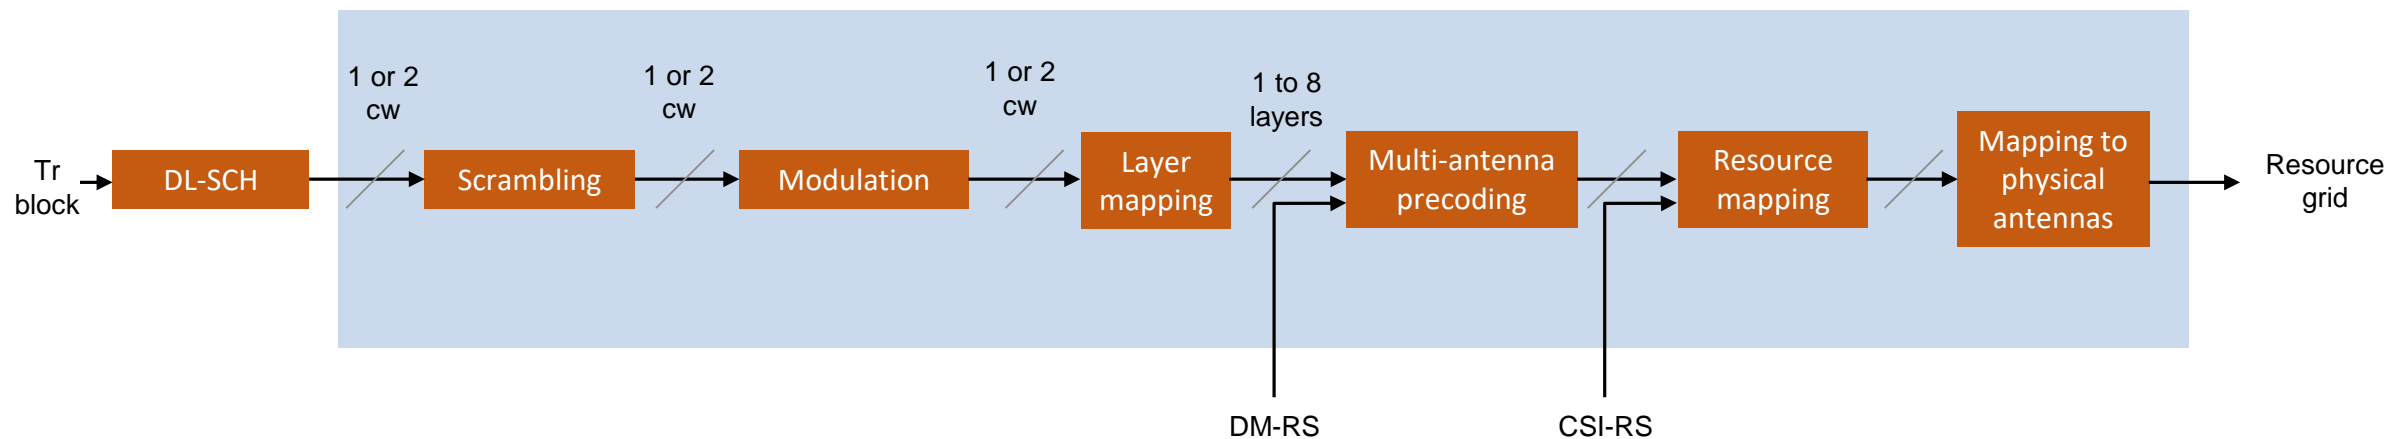 Tr
block
DL-SCH
1 or 2
cw
Scrambling
1 or 2
cw
Modulation
1 or 2
cw
Layer
mapping
1 to 8
layers
Multi-antenna
precoding
Resource
mapping
Mapping to
physical
antennas
Resource
grid
DM-RS
CSI-RS